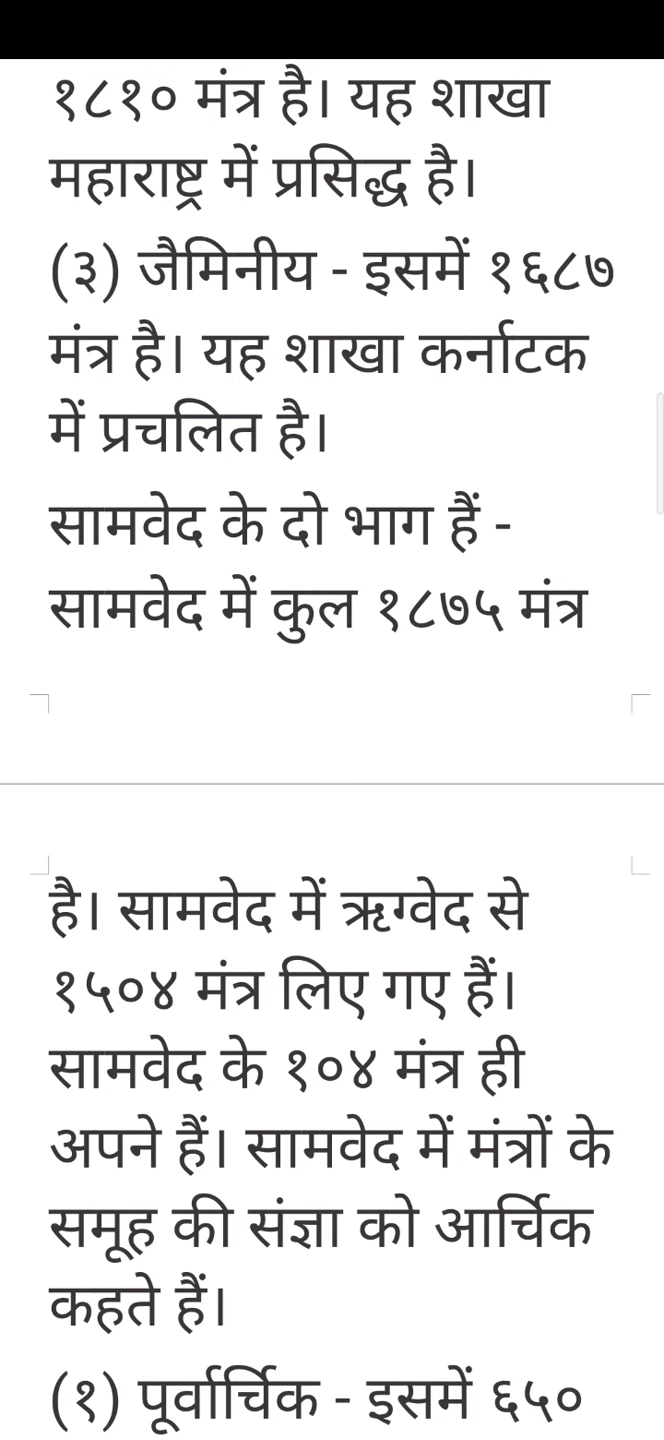 १८१० मंत्र है। यह शाखा
महाराष्ट्र में प्रसिद्ध है।
(३) जैमिनीय - इसमें १६८७
मंत्र है। यह शाखा कर्नाटक
में प्रचलित है।
सामवेद के दो भाग हैं -
सामवेद में कुल १८७५ मंत्र
है। सामवेद में ऋग्वेद से
१५०४ मंत्र लिए गए हैं।
सामवेद के १०४ मंत्र ही
अपने हैं। सामवेद में मंत्रों के
समूह की संज्ञा को आर्चिक
कहते हैं।
(१) पूर्वार्चिक - इसमें ६५०